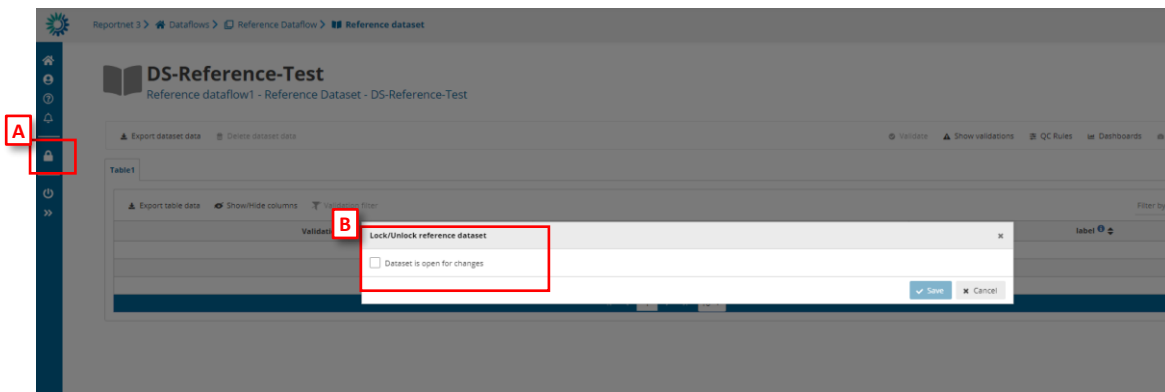 Reportnet 3 > Dataflows > Reference Dataflow > Reference dataset
DS-Reference-Test
Reference dataflow1 - Reference Dataset - DS-Reference-Test
A
Export dataset data Delete dataset data Validate Show validations QC Rules Dashboards
Table1
Export table data Show/Hide columns Validation filter Filter by
B
Lock/Unlock reference dataset
label
Dataset is open for changes
Save Cancel